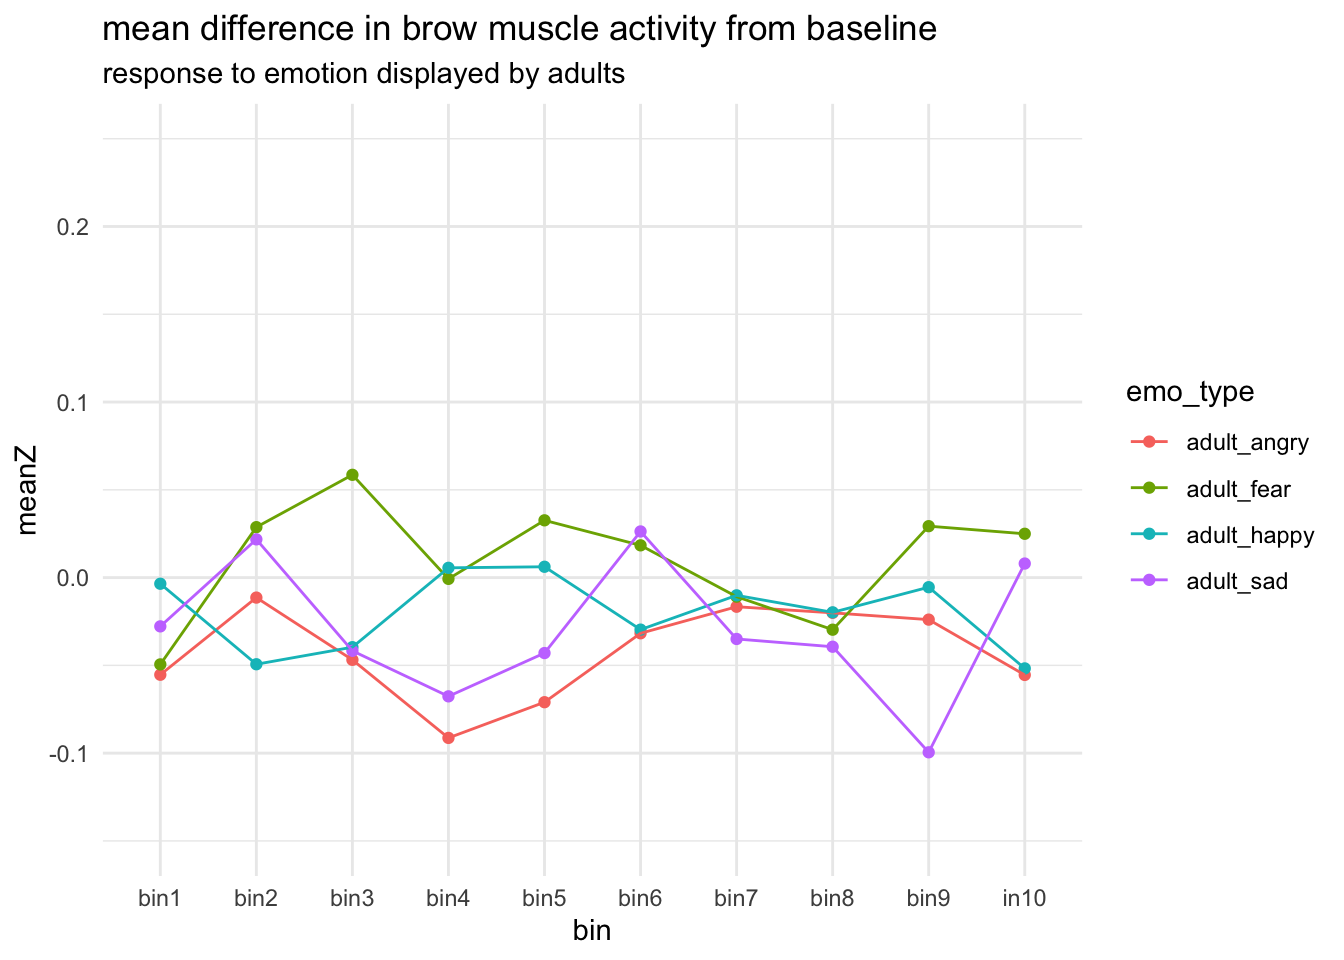 mean difference in brow muscle activity from baseline
response to emotion displayed by adults
0.2
0.1
0.0
-0.1
meanZ
bin1 bin2 bin3 bin4 bin5 bin6 bin7 bin8 bin9 in10
bin
emo_type
adult_angry
adult_fear
adult_happy
adult_sad